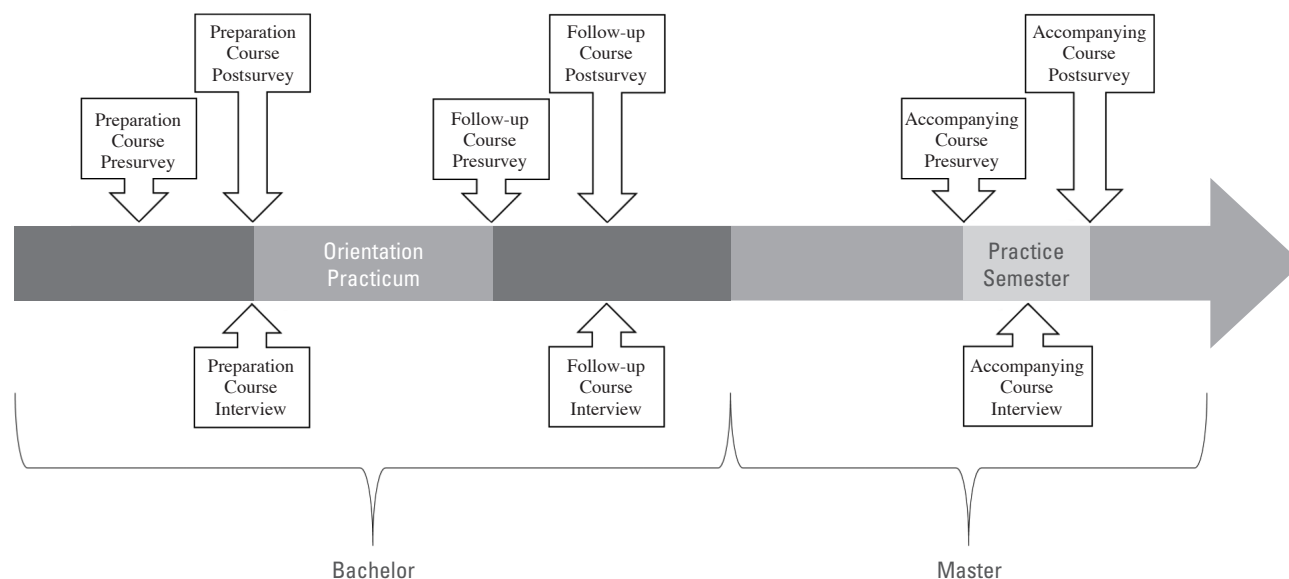 Preparation
Course
Postsurvey
Follow-up
Course
Postsurvey
Accompanying
Course
Postsurvey
Preparation
Course
Presurvey
Follow-up
Course
Presurvey
Accompanying
Course
Presurvey
Orientation
Practicum
Practice
Semester
Preparation
Course
Interview
Follow-up
Course
Interview
Accompanying
Course
Interview
Bachelor
Master